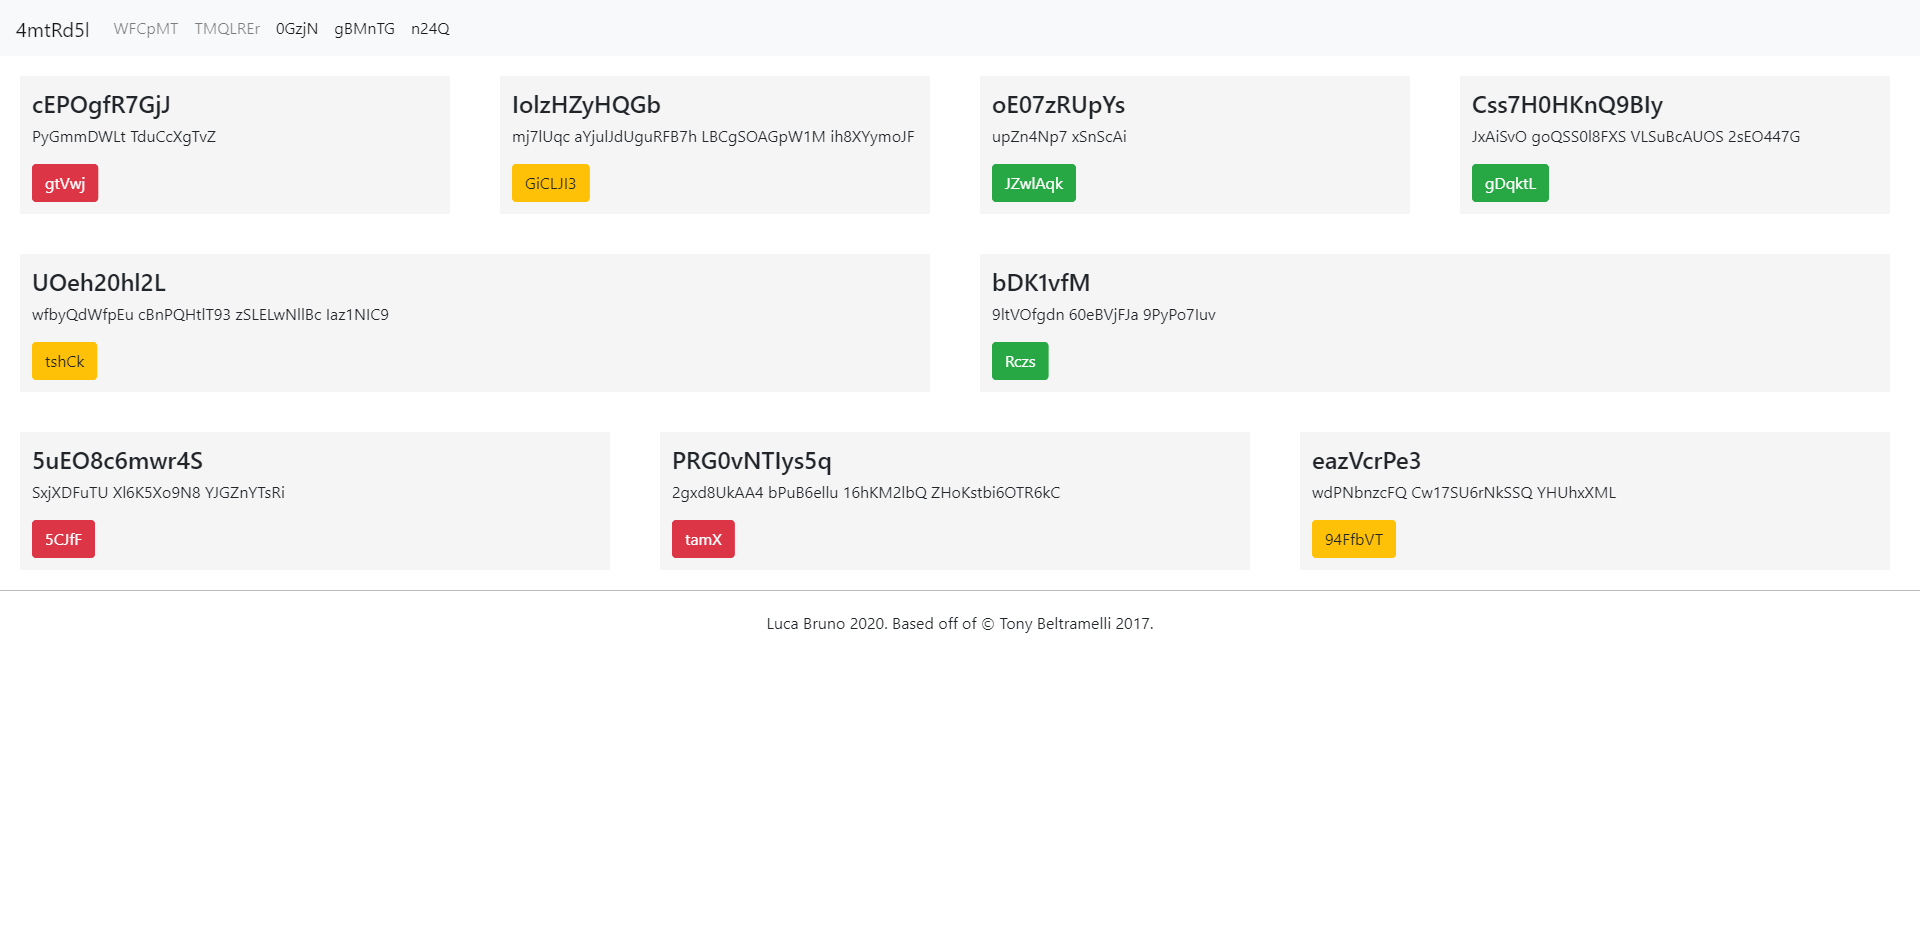 4mtRd5l WFCpMT TMQLREr 0GzjN gBMnTG n24Q
cEPOgfR7GjJ
PyGmmDWLt TduCcXgTvZ
gtVwj
IolzHZyHQGb
mj7lUqc aYjulJdUguRFB7h LBCgSOAGpW1M ih8XYymoJF
GiCLJI3
oE07zRUpYs
upZn4Np7 xSnScAi
JZwlAqk
Css7H0HKnQ9BIy
JxAiSvO goQSS0l8FXS VLSuBcAUOS 2sEO447G
gDqktL
UOeh20hl2L
wfbyQdWfpEu cBnPQHtlT93 zSLELwNllBc Iaz1NIC9
tshCk
bDK1vfM
9ltVOfgdn 60eBVjFJa 9PyPo7Iuv
Rczs
5uEO8c6mwr4S
SxjXDFuTU Xl6K5Xo9N8 YJGZnYTsRi
5CJfF
PRG0vNTIys5q
2gxd8UkAA4 bPuB6ellu 16hKM2lbQ ZHoKstbi6OTR6kC
tamX
eazVcrPe3
wdPNbnzcFQ Cw17SU6rNkSSQ YHUhxXML
94FfbVT
Luca Bruno 2020. Based off of © Tony Beltramelli 2017.